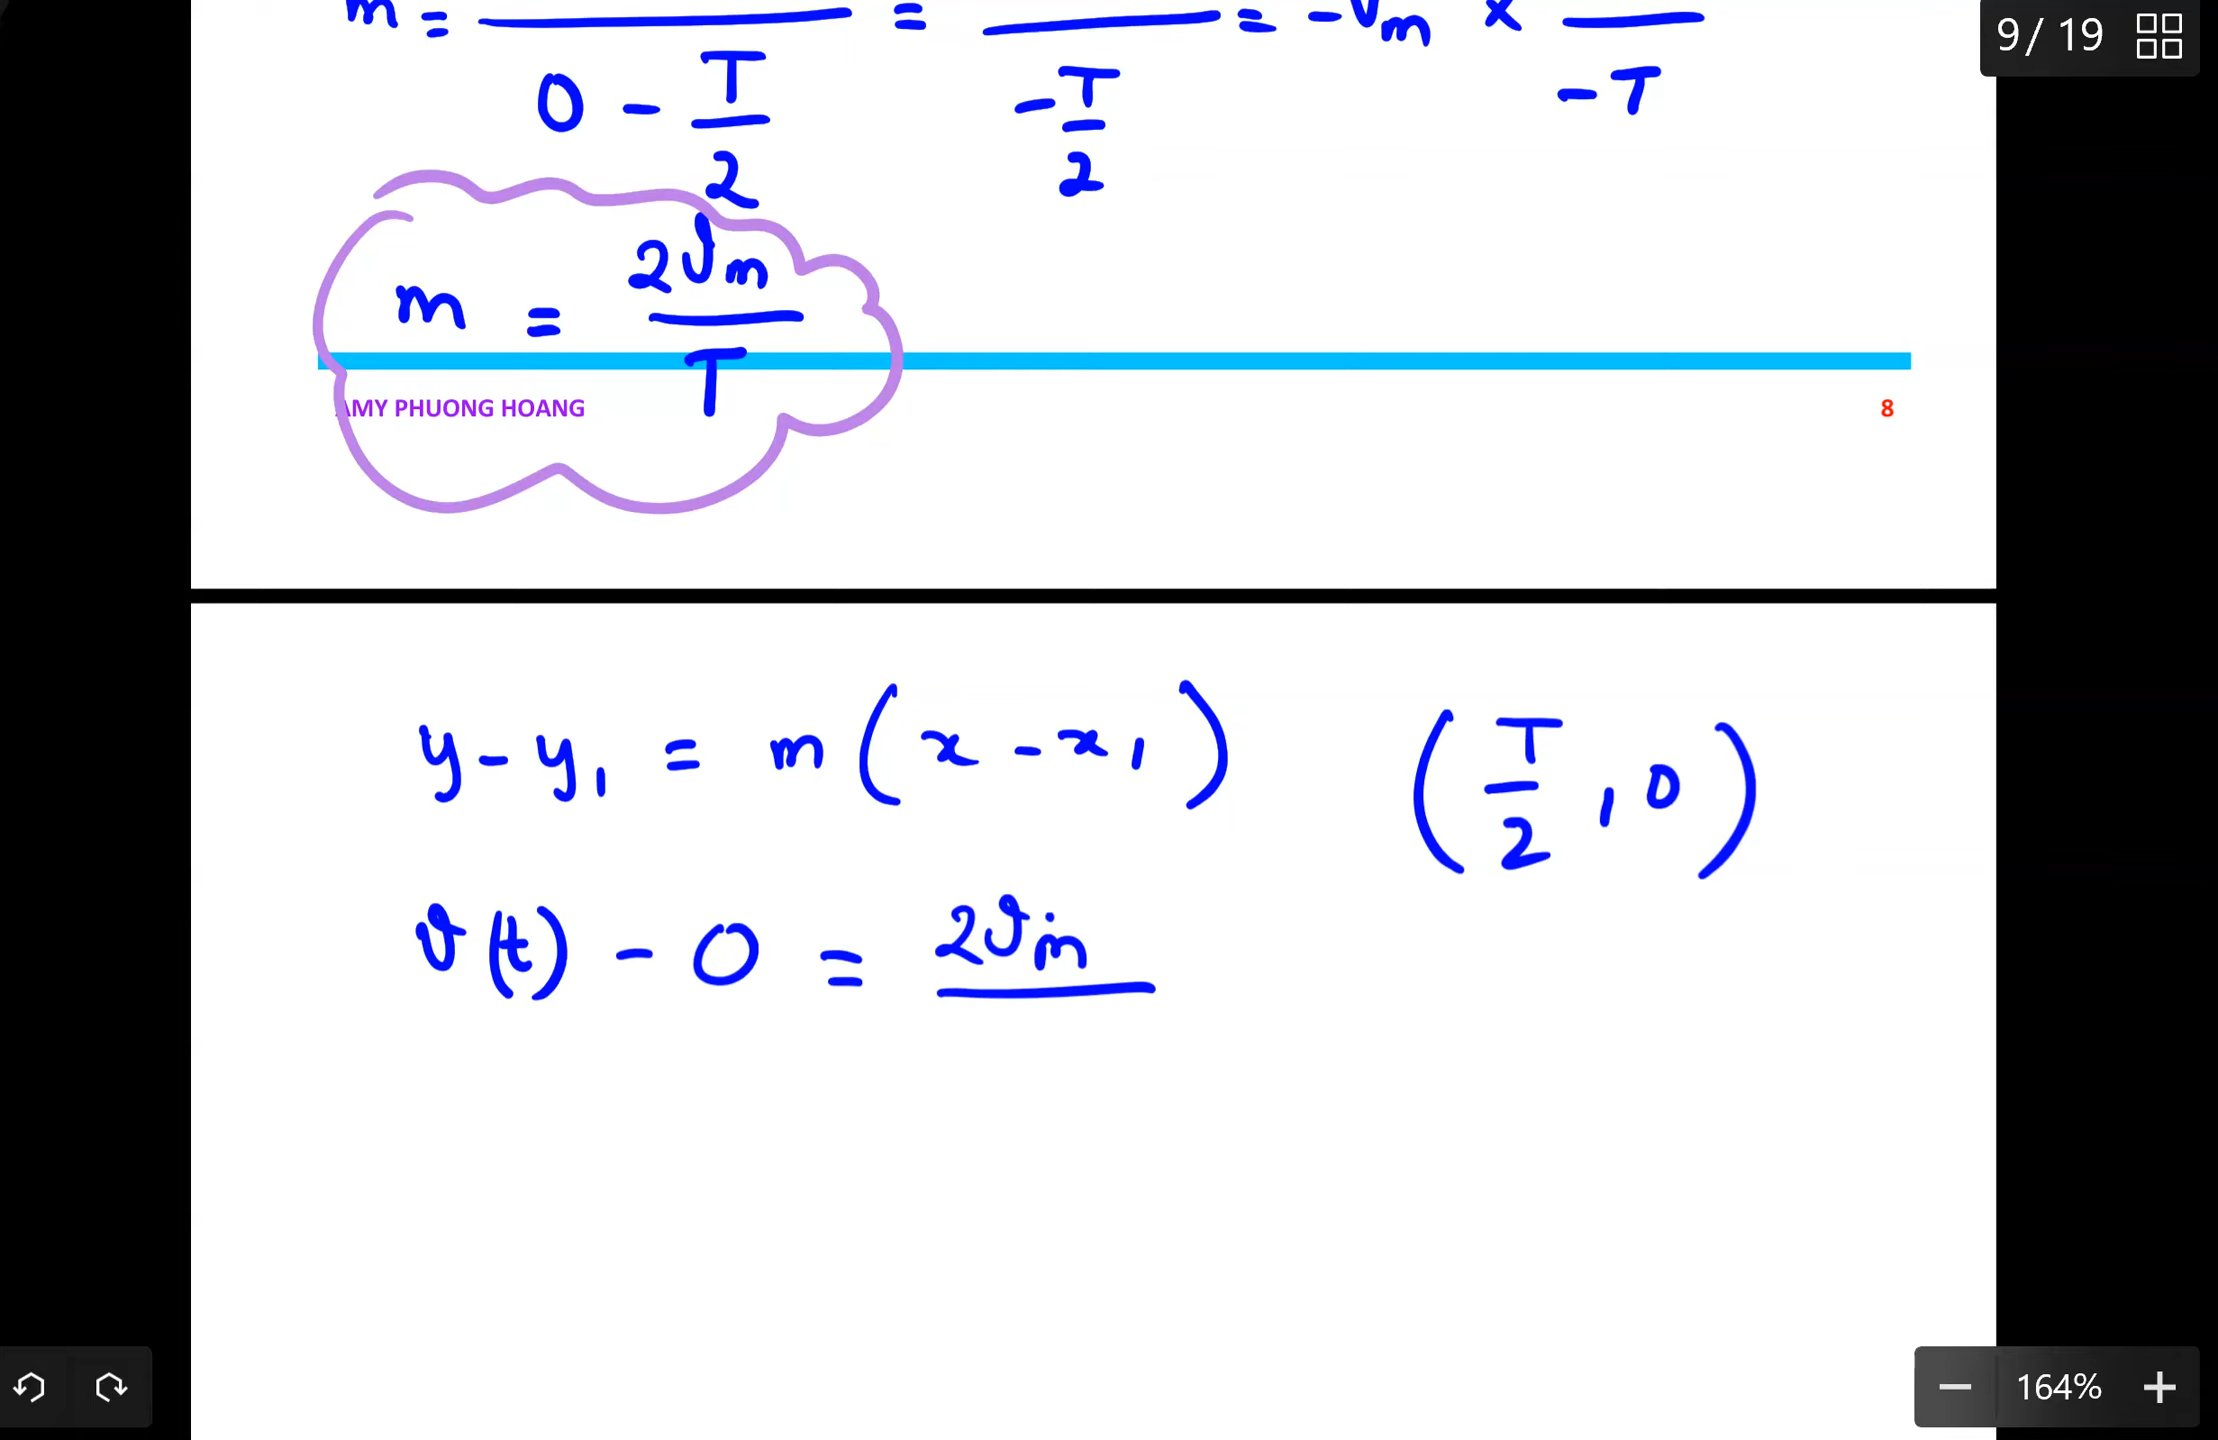 m = ― = ― = -vm × ―
0 - T/2    -T/2    -T
m = 2vm/T
AMY PHUONG HOANG 8
y - y1 = m(x - x1) (T/2, 0)
v(t) - 0 = 2vm
9/ 19
164%